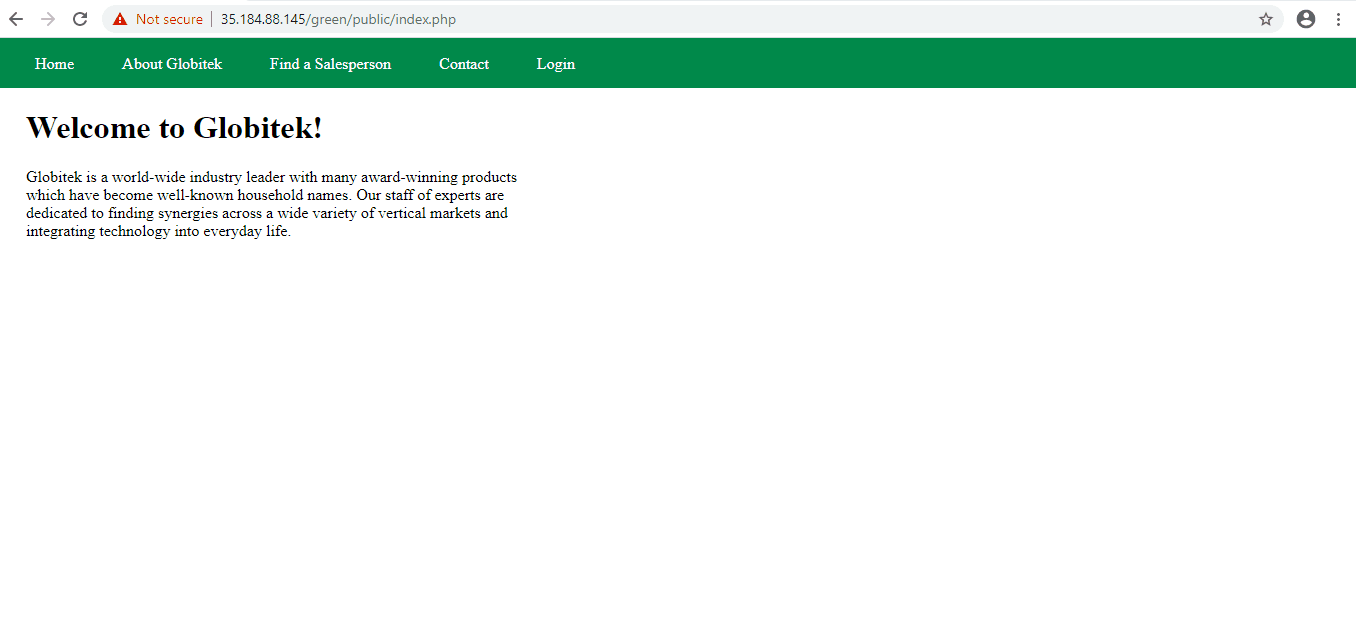 Not secure | 35.184.88.145/green/public/index.php
Home About Globitek Find a Salesperson Contact Login
Welcome to Globitek!
Globitek is a world-wide industry leader with many award-winning products
which have become well-known household names. Our staff of experts are
dedicated to finding synergies across a wide variety of vertical markets and
integrating technology into everyday life.